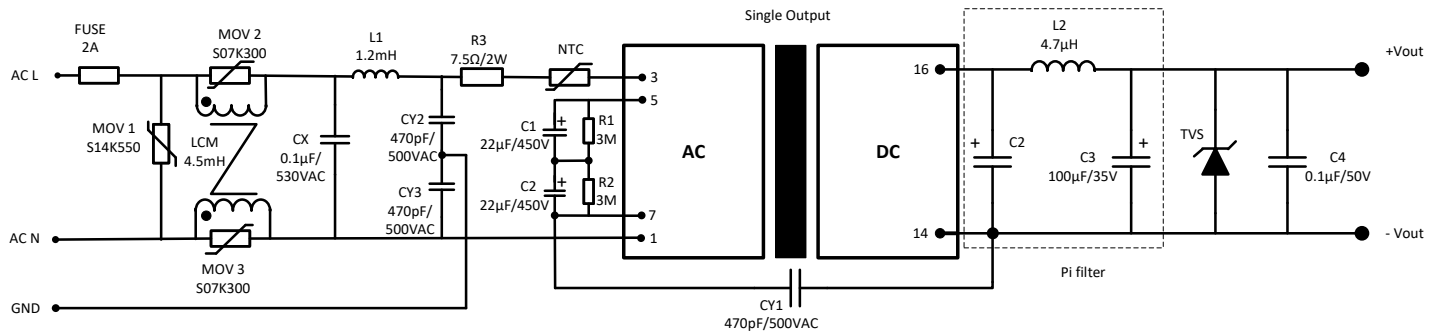 Single Output
FUSE
2A
MOV 2
S07K300
L1
1.2mH
R3
7.5Ω/2W
NTC
L2
4.7µH
AC L
3
5
16
+Vout
MOV 1
S14K550
LCM
4.5mH
CX
0.1µF/
530VAC
CY2
470pF/
500VAC
CY3
470pF/
500VAC
C1
22µF/450V
+
R1
3M
C2
22µF/450V
+
R2
3M
AC
DC
+
C2
C3
100µF/35V
+
TVS
C4
0.1µF/50V
AC N
7
1
14
- Vout
MOV 3
S07K300
Pi filter
GND
CY1
470pF/500VAC